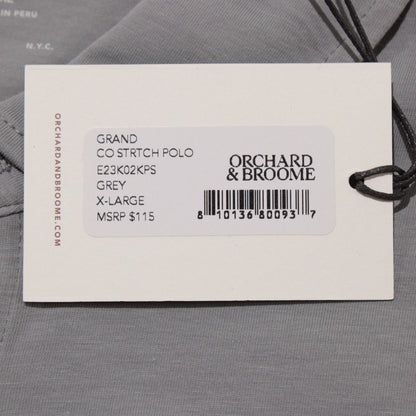 IN PERU
N.Y.C.
ORCHARDANDBROOME.COM
GRAND
CO STRTCH POLO
E23K02KPS
GREY
X-LARGE
MSRP $115
ORCHARD
& BROOME
8 10136 80093 7